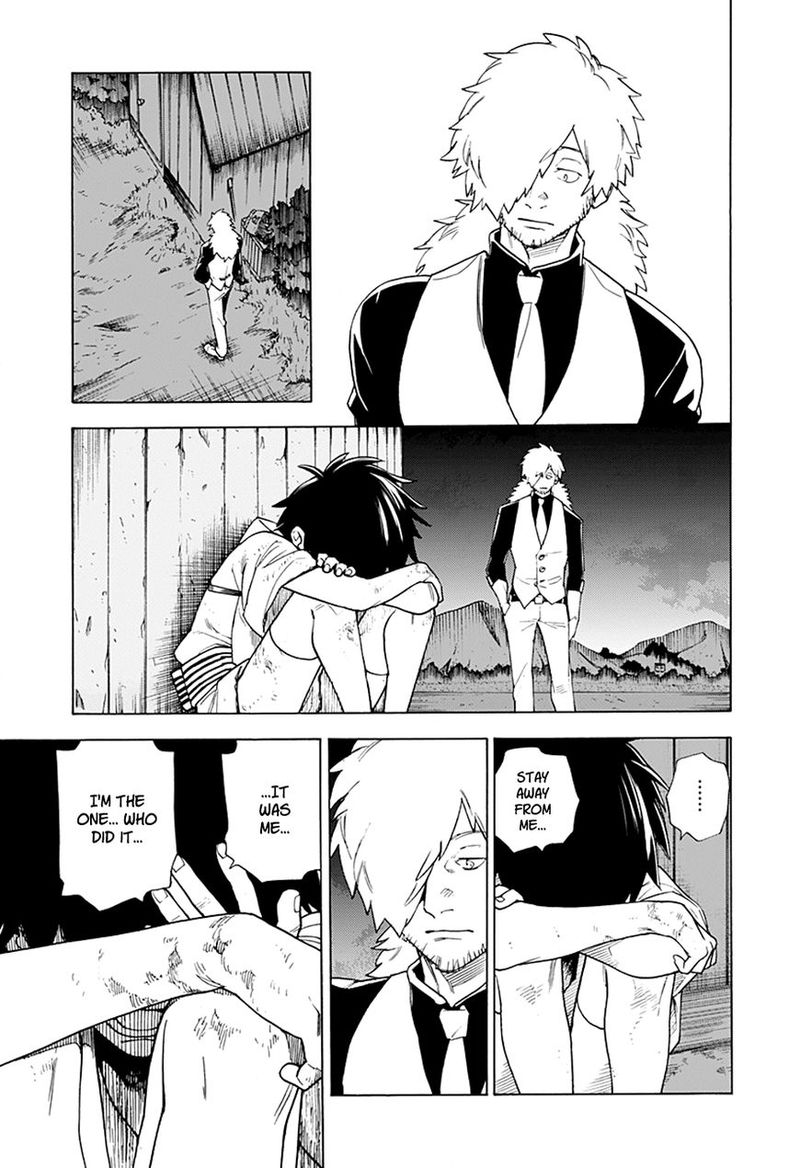 ......
STAY
AWAY
FROM
ME...
...IT
WAS
ME...
I'M THE
ONE... WHO
DID IT...